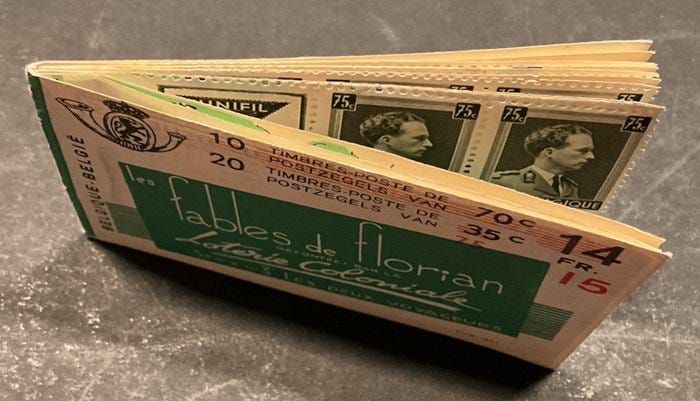 UNIFIL
75c 75c 75c 75c
BELGIQUE-BELGIË
10 TIMBRES-POSTE DE
POSTZEGELS VAN 70c
20 TIMBRES-POSTE DE
POSTZEGELS VAN 35c
14
FR.
15
les
fables de florian
Loterie Coloniale
LES DEUX VOYAGEURS